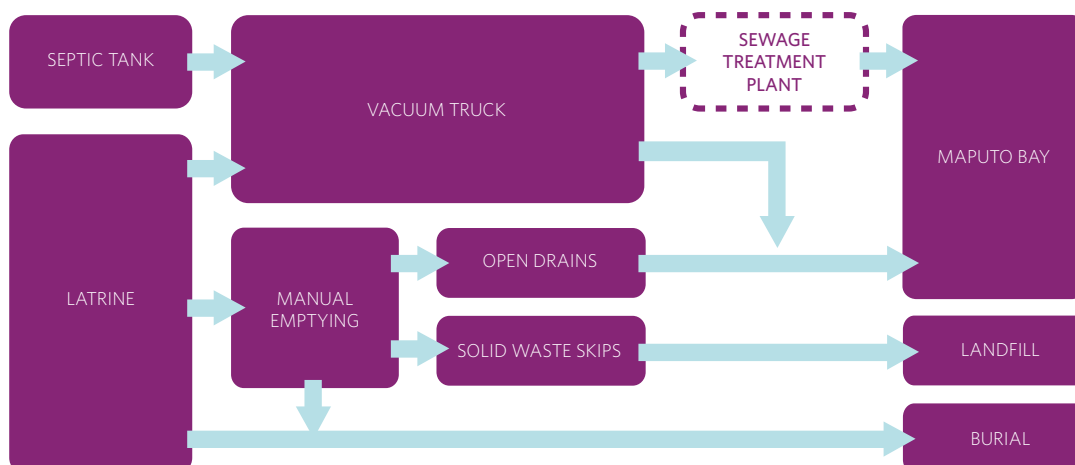 SEPTIC TANK
VACUUM TRUCK
SEWAGE
TREATMENT
PLANT
MAPUTO BAY
LATRINE
MANUAL
EMPTYING
OPEN DRAINS
SOLID WASTE SKIPS
LANDFILL
BURIAL